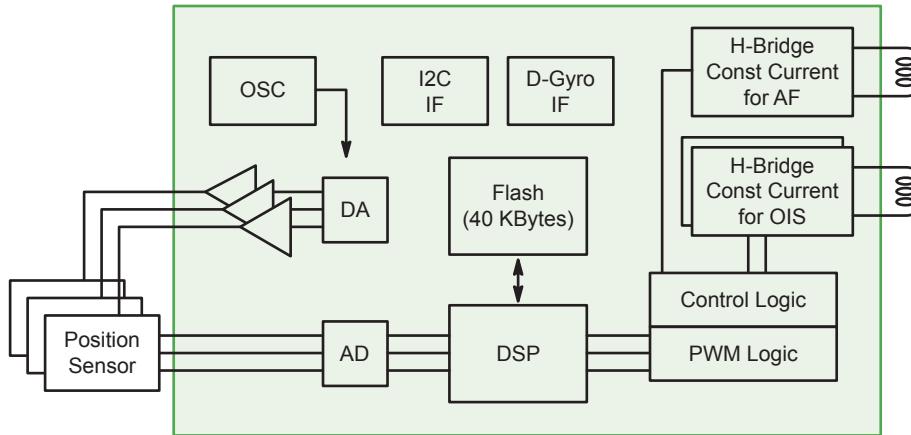 OSC
I2C
IF
D-Gyro
IF
H-Bridge
Const Current
for AF
H-Bridge
Const Current
for OIS
DA
Flash
(40 KBytes)
Control Logic
Position
Sensor
AD
DSP
PWM Logic